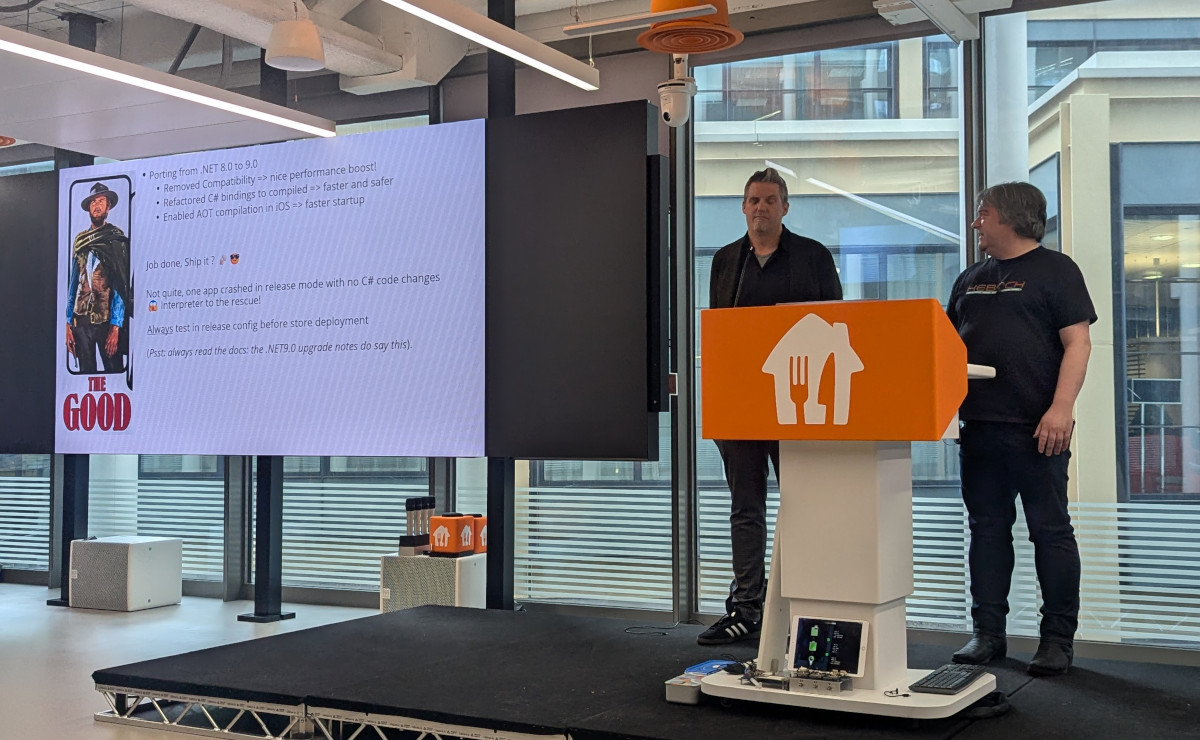 • Porting from .NET 8.0 to 9.0
• Removed Compatibility => nice performance boost!
• Refactored C# bindings to compiled => faster and safer
• Enabled AOT compilation in iOS => faster startup
Job done, Ship it ? 🤌 😎
Not quite, one app crashed in release mode with no C# code changes
😱 Interpreter to the rescue!
Always test in release config before store deployment
(Psst: always read the docs: the .NET9.0 upgrade notes do say this).
THE
GOOD